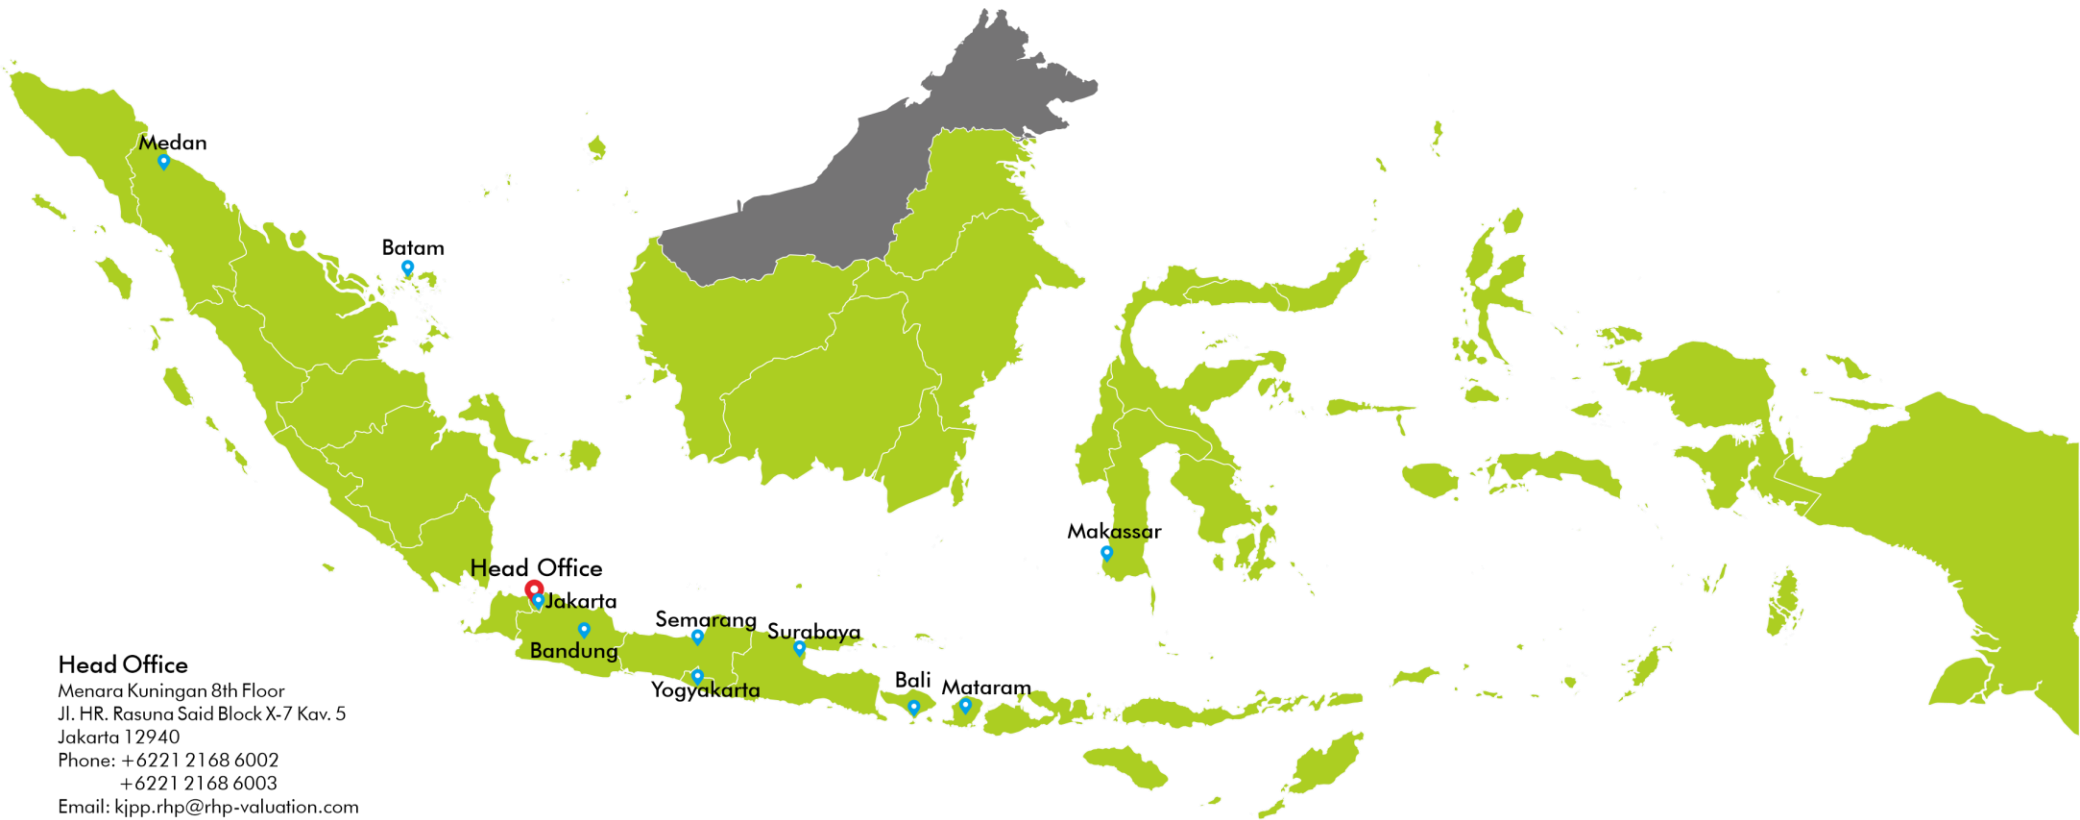 Medan
Batam
Makassar
Head Office
Jakarta
Semarang
Surabaya
Bandung
Yogyakarta
Bali
Mataram
Head Office
Menara Kuningan 8th Floor
Jl. HR. Rasuna Said Block X-7 Kav. 5
Jakarta 12940
Phone: +6221 2168 6002
+6221 2168 6003
Email: kjpp.rhp@rhp-valuation.com